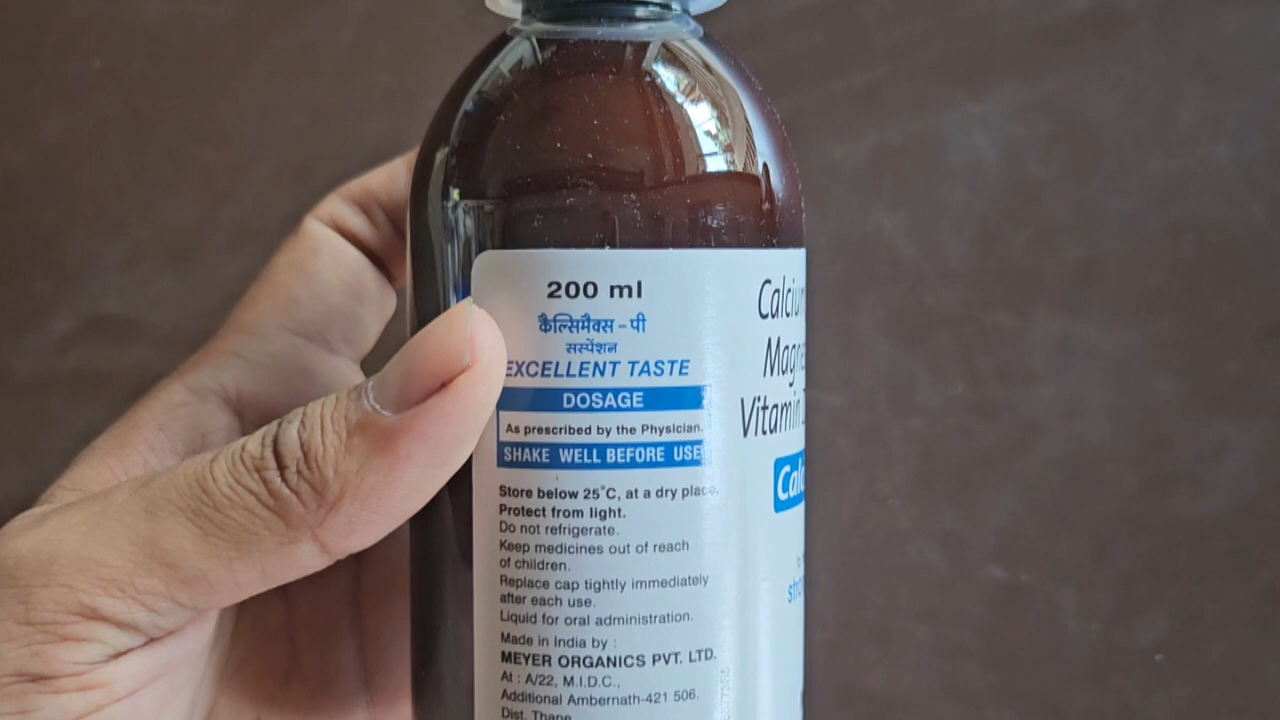 200 ml
कैल्सिमैक्स - पी
सस्पेंशन
EXCELLENT TASTE
DOSAGE
As prescribed by the Physician.
SHAKE WELL BEFORE USE
Store below 25°C, at a dry place.
Protect from light.
Do not refrigerate.
Keep medicines out of reach
of children.
Replace cap tightly immediately
after each use.
Liquid for oral administration.
Made in India by :
MEYER ORGANICS PVT. LTD.
At : A/22, M.I.D.C.,
Additional Ambernath-421 506.
Dist. Thane
Calcium
Magne
Vitamin
Calc